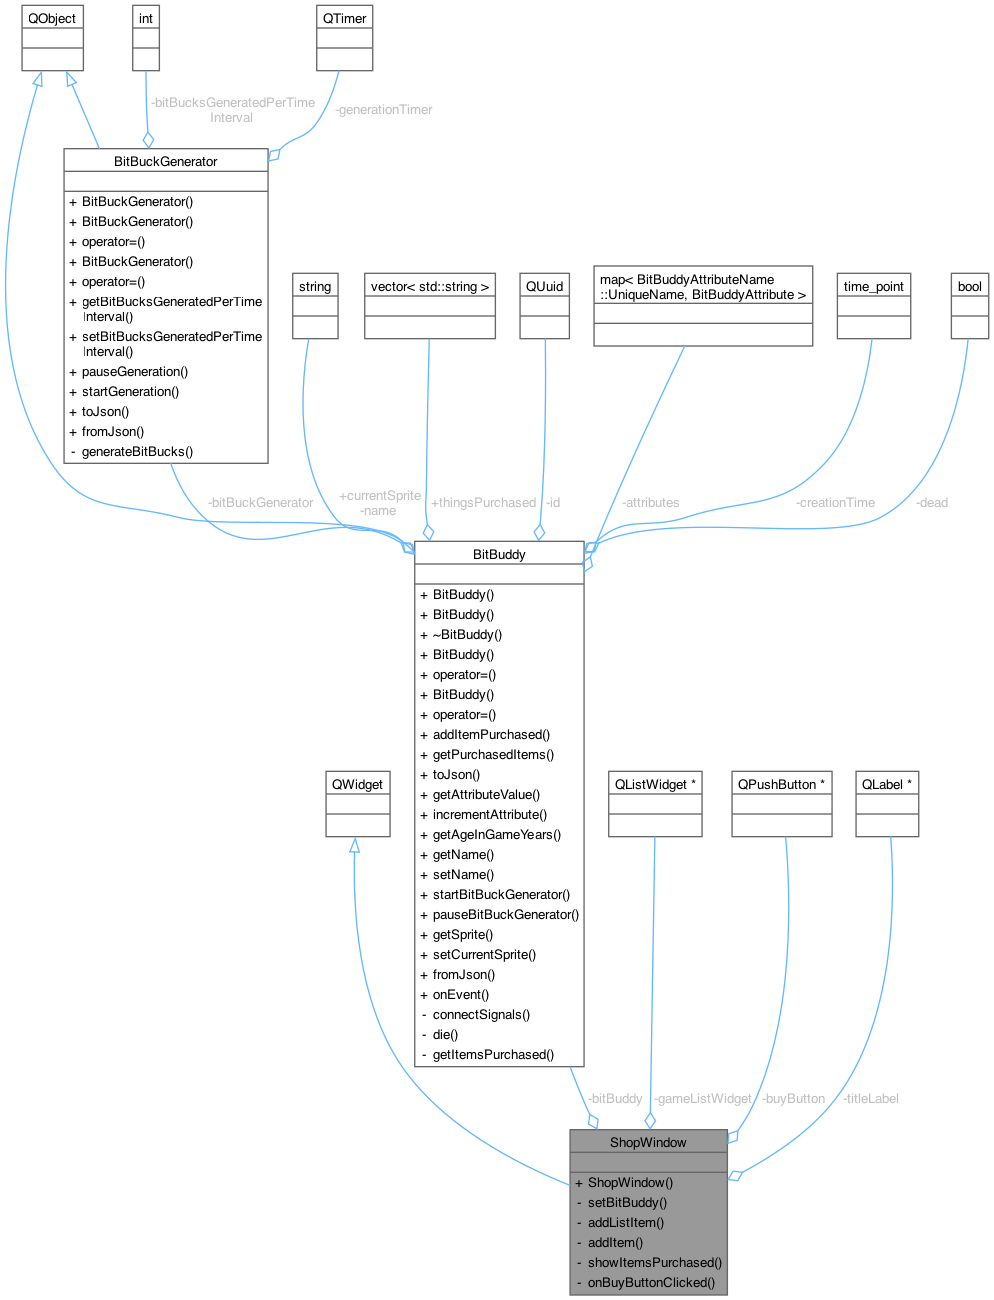 QObject
int
QTimer
-bitBucksGeneratedPerTime
Interval
-generationTimer
BitBuckGenerator
+ BitBuckGenerator()
+ BitBuckGenerator()
+ operator=()
+ BitBuckGenerator()
+ operator=()
+ getBitBucksGeneratedPerTime
Interval()
+ setBitBucksGeneratedPerTime
Interval()
+ pauseGeneration()
+ startGeneration()
+ toJson()
+ fromJson()
- generateBitBucks()
string
vector< std::string >
QUuid
map< BitBuddyAttributeName
::UniqueName, BitBuddyAttribute >
time_point
bool
-bitBuckGenerator
+currentSprite
-name
+thingsPurchased
-id
-attributes
-creationTime
-dead
BitBuddy
+ BitBuddy()
+ BitBuddy()
+ ~BitBuddy()
+ BitBuddy()
+ operator=()
+ BitBuddy()
+ operator=()
+ addItemPurchased()
+ getPurchasedItems()
+ toJson()
+ getAttributeValue()
+ incrementAttribute()
+ getAgeInGameYears()
+ getName()
+ setName()
+ startBitBuckGenerator()
+ pauseBitBuckGenerator()
+ getSprite()
+ setCurrentSprite()
+ fromJson()
+ onEvent()
- connectSignals()
- die()
- getItemsPurchased()
QWidget
QListWidget *
QPushButton *
QLabel *
-bitBuddy
-gameListWidget
-buyButton
-titleLabel
ShopWindow
+ ShopWindow()
- setBitBuddy()
- addListItem()
- addItem()
- showItemsPurchased()
- onBuyButtonClicked()